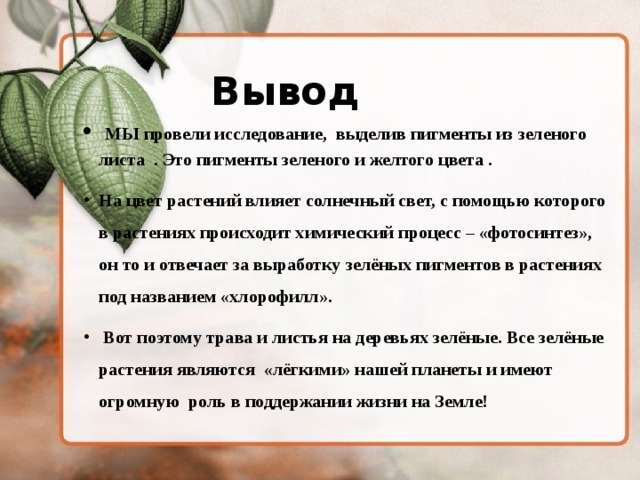 Вывод
• МЫ провели исследование, выделив пигменты из зеленого
листа . Это пигменты зеленого и желтого цвета .
• На цвет растений влияет солнечный свет, с помощью которого
в растениях происходит химический процесс – «фотосинтез»,
он то и отвечает за выработку зелёных пигментов в растениях
под названием «хлорофилл».
• Вот поэтому трава и листья на деревьях зелёные. Все зелёные
растения являются «лёгкими» нашей планеты и имеют
огромную роль в поддержании жизни на Земле!